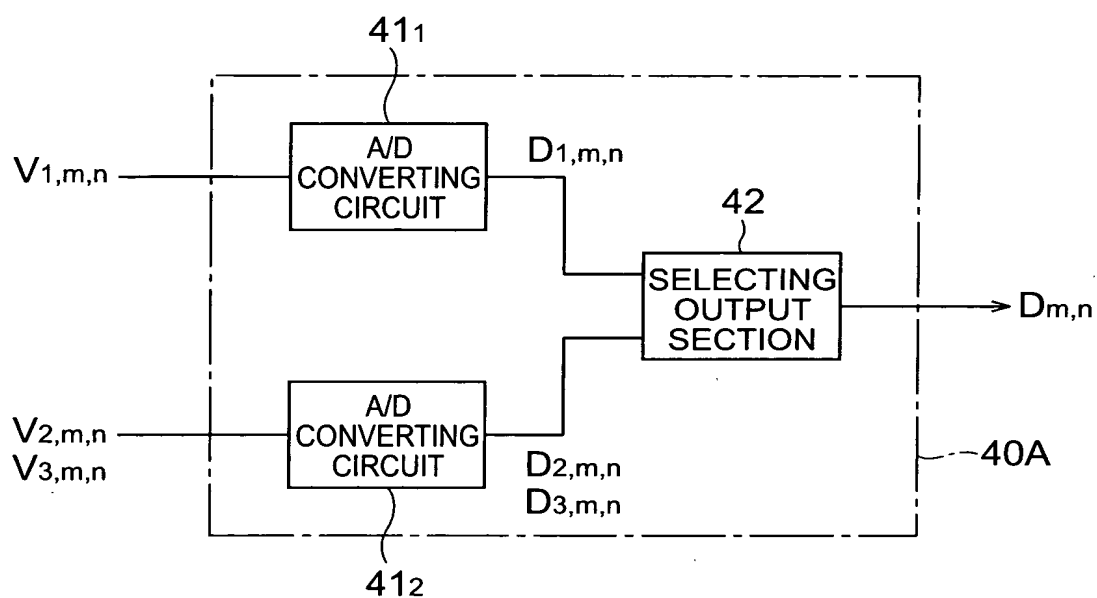 411
A/D
CONVERTING
CIRCUIT
V1,m,n
D1,m,n
42
SELECTING
OUTPUT
SECTION
Dm,n
A/D
CONVERTING
CIRCUIT
V2,m,n
V3,m,n
D2,m,n
D3,m,n
40A
412